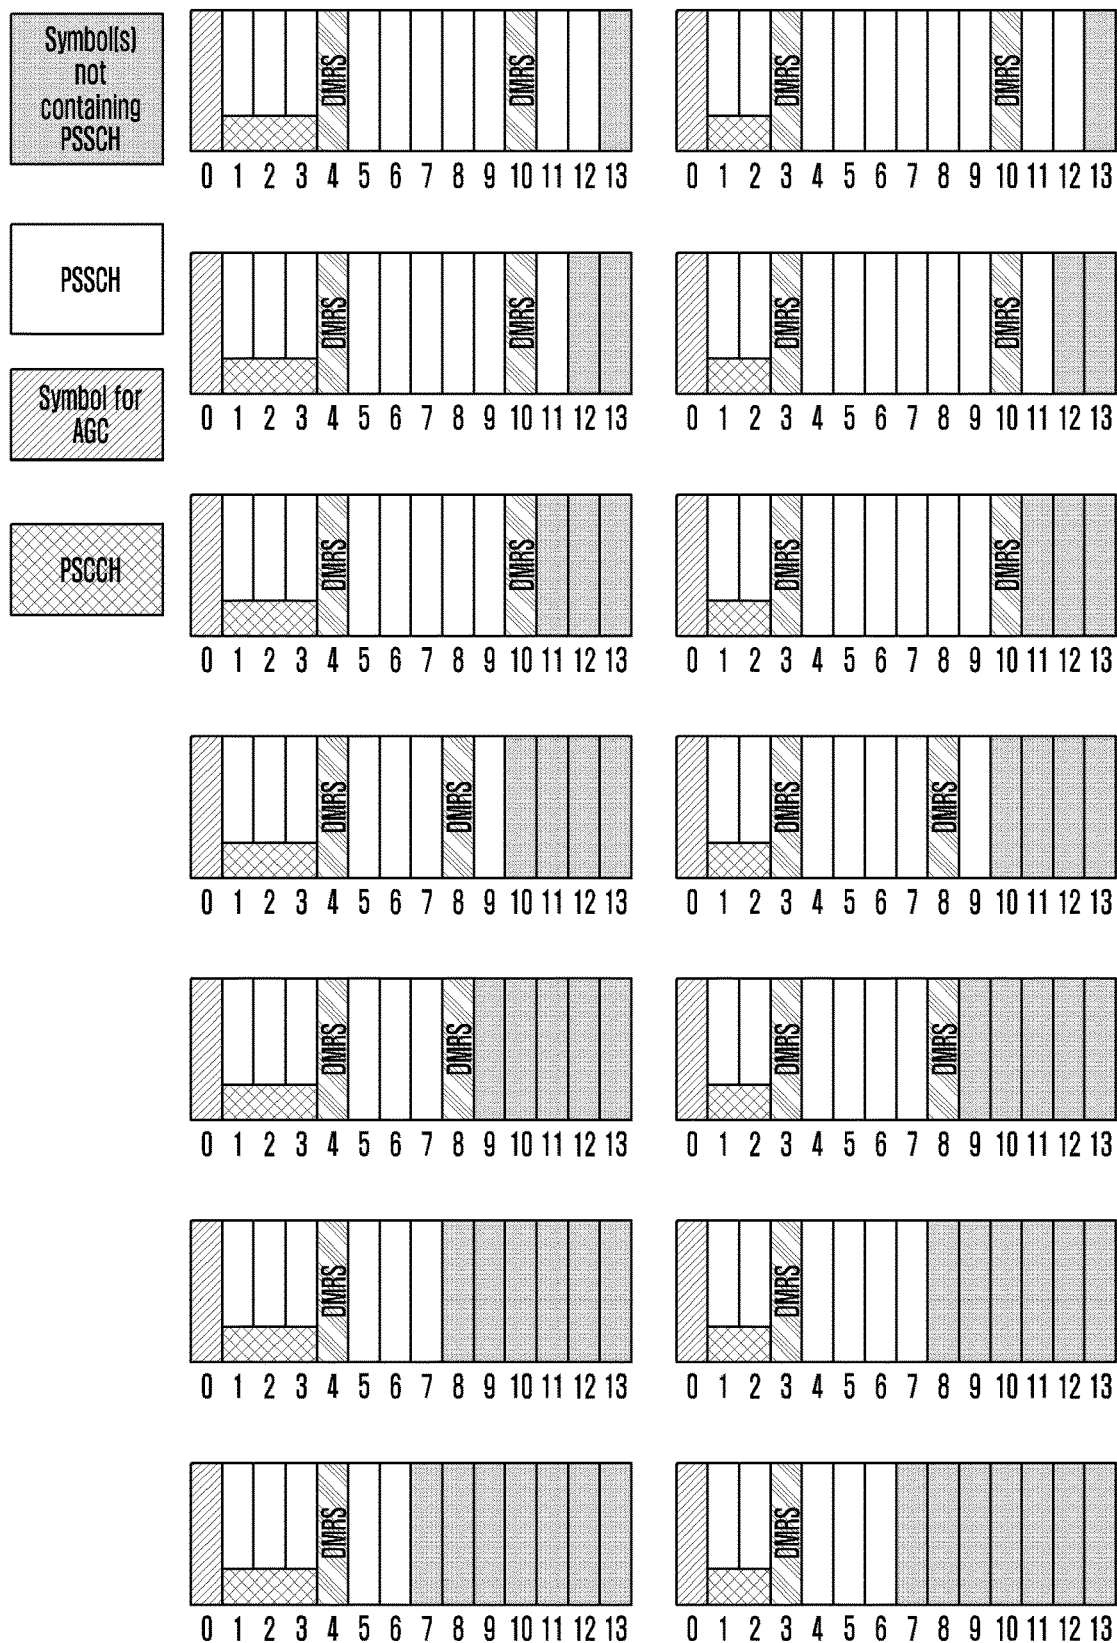 Symbol(s)
not
containing
PSSCH
PSSCH
Symbol for
AGC
PSCCH
DMRS DMRS DMRS DMRS
0 1 2 3 4 5 6 7 8 9 10 11 12 13 0 1 2 3 4 5 6 7 8 9 10 11 12 13
DMRS DMRS DMRS DMRS
0 1 2 3 4 5 6 7 8 9 10 11 12 13 0 1 2 3 4 5 6 7 8 9 10 11 12 13
DMRS DMRS DMRS DMRS
0 1 2 3 4 5 6 7 8 9 10 11 12 13 0 1 2 3 4 5 6 7 8 9 10 11 12 13
DMRS DMRS DMRS DMRS
0 1 2 3 4 5 6 7 8 9 10 11 12 13 0 1 2 3 4 5 6 7 8 9 10 11 12 13
DMRS DMRS DMRS DMRS
0 1 2 3 4 5 6 7 8 9 10 11 12 13 0 1 2 3 4 5 6 7 8 9 10 11 12 13
DMRS DMRS
0 1 2 3 4 5 6 7 8 9 10 11 12 13 0 1 2 3 4 5 6 7 8 9 10 11 12 13
DMRS DMRS
0 1 2 3 4 5 6 7 8 9 10 11 12 13 0 1 2 3 4 5 6 7 8 9 10 11 12 13